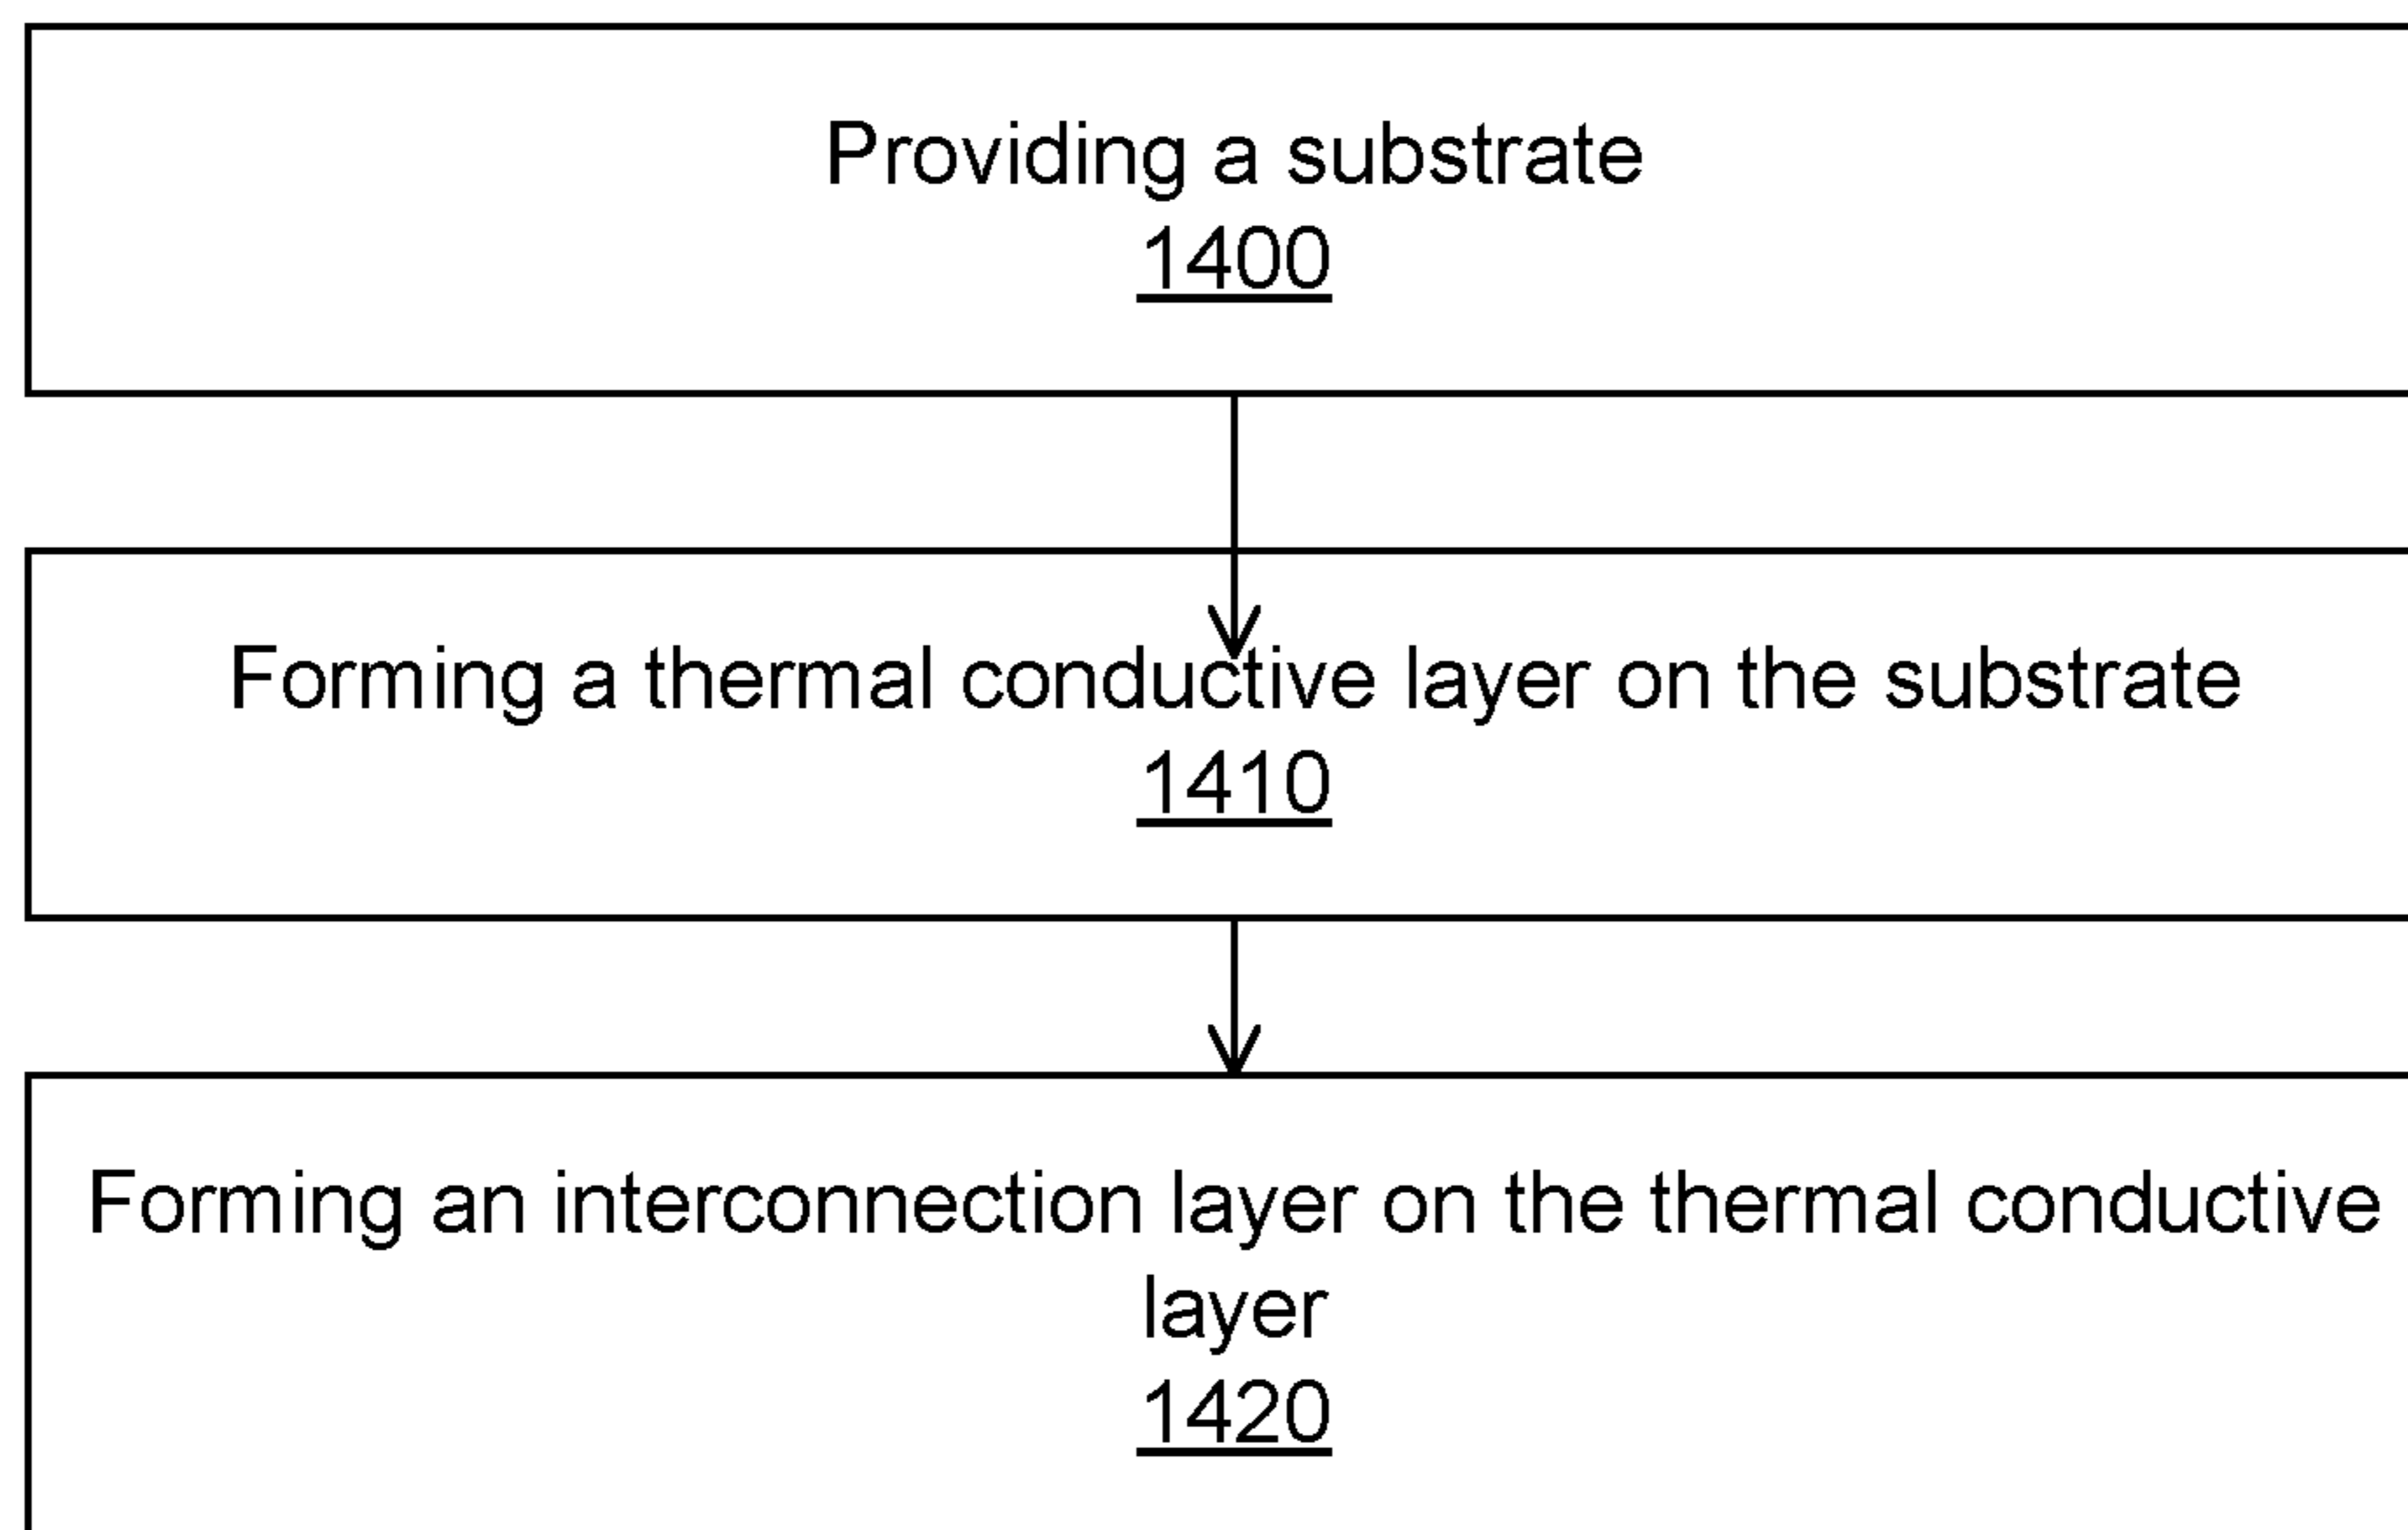 Providing a substrate
1400
Forming a thermal conductive layer on the substrate
1410
Forming an interconnection layer on the thermal conductive
layer
1420